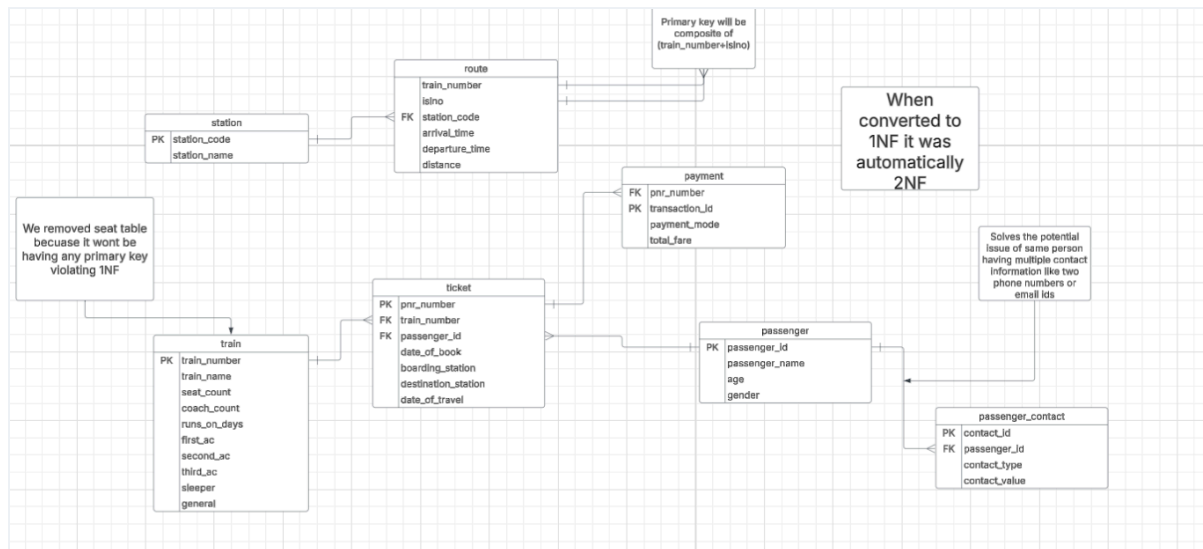 Primary key will be
composite of
(train_number+islno)
route
train_number
islno
FK station_code
arrival_time
departure_time
distance
When
converted to
1NF it was
automatically
2NF
station
PK station_code
station_name
payment
FK pnr_number
PK transaction_id
payment_mode
total_fare
We removed seat table
becuase it wont be
having any primary key
violating 1NF
Solves the potential
issue of same person
having multiple contact
information like two
phone numbers or
email ids
ticket
PK pnr_number
FK train_number
FK passenger_id
date_of_book
boarding_station
destination_station
date_of_travel
passenger
PK passenger_id
passenger_name
age
gender
train
PK train_number
train_name
seat_count
coach_count
runs_on_days
first_ac
second_ac
third_ac
sleeper
general
passenger_contact
PK contact_id
FK passenger_id
contact_type
contact_value